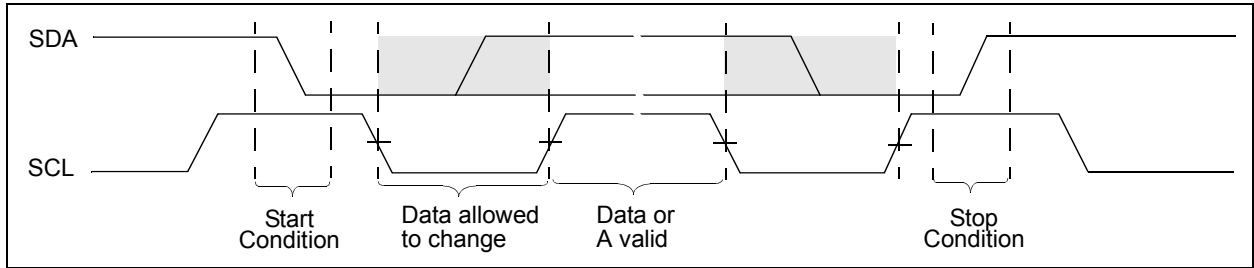 SDA
SCL
Start
Condition
Data allowed
to change
Data or
A valid
Stop
Condition